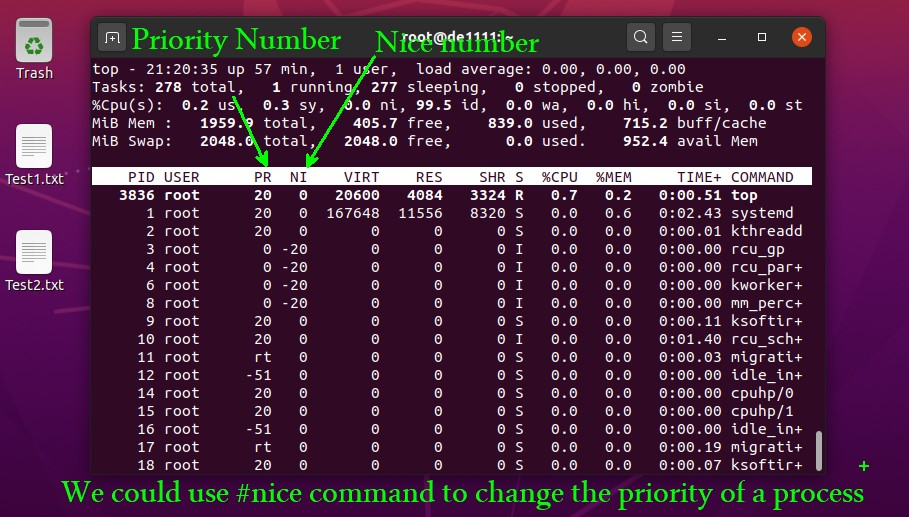 Trash
Test1.txt
Test2.txt
Priority Number
Nice number
root@de1111:~
top - 21:20:35 up 57 min,  1 user,  load average: 0.00, 0.00, 0.00
Tasks: 278 total,   1 running, 277 sleeping,   0 stopped,   0 zombie
%Cpu(s):  0.2 us,  0.3 sy,  0.0 ni, 99.5 id,  0.0 wa,  0.0 hi,  0.0 si,  0.0 st
MiB Mem :   1959.9 total,    405.7 free,    839.0 used,    715.2 buff/cache
MiB Swap:   2048.0 total,   2048.0 free,      0.0 used.    952.4 avail Mem
PID USER      PR  NI    VIRT    RES    SHR S  %CPU  %MEM     TIME+ COMMAND
3836 root      20   0   20600   4084   3324 R   0.7   0.2   0:00.51 top
1 root      20   0  167648  11556   8320 S   0.0   0.6   0:02.43 systemd
2 root      20   0       0      0      0 S   0.0   0.0   0:00.01 kthreadd
3 root       0 -20       0      0      0 I   0.0   0.0   0:00.00 rcu_gp
4 root       0 -20       0      0      0 I   0.0   0.0   0:00.00 rcu_par+
6 root       0 -20       0      0      0 I   0.0   0.0   0:00.00 kworker+
8 root       0 -20       0      0      0 I   0.0   0.0   0:00.00 mm_perc+
9 root      20   0       0      0      0 S   0.0   0.0   0:00.11 ksoftir+
10 root      20   0       0      0      0 I   0.0   0.0   0:01.40 rcu_sch+
11 root      rt   0       0      0      0 S   0.0   0.0   0:00.03 migrati+
12 root     -51   0       0      0      0 S   0.0   0.0   0:00.00 idle_in+
14 root      20   0       0      0      0 S   0.0   0.0   0:00.00 cpuhp/0
15 root      20   0       0      0      0 S   0.0   0.0   0:00.00 cpuhp/1
16 root     -51   0       0      0      0 S   0.0   0.0   0:00.00 idle_in+
17 root      rt   0       0      0      0 S   0.0   0.0   0:00.19 migrati+
18 root      20   0       0      0      0 S   0.0   0.0   0:00.07 ksoftir+
We could use #nice command to change the priority of a process